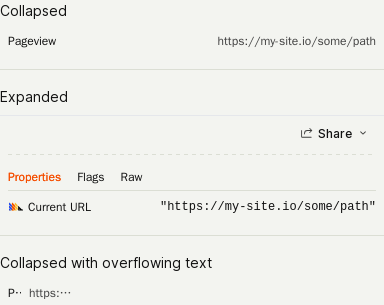 Collapsed
Pageview https://my-site.io/some/path
Expanded
Share
Properties Flags Raw
Current URL "https://my-site.io/some/path"
Collapsed with overflowing text
P·· https:···